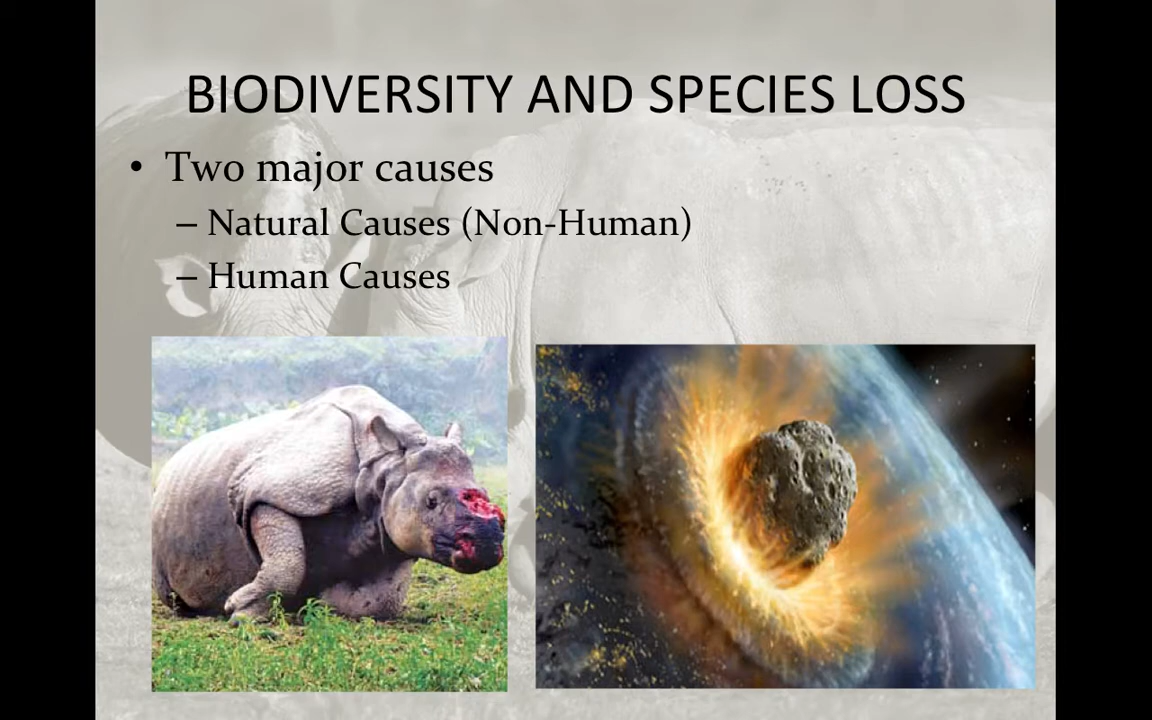 BIODIVERSITY AND SPECIES LOSS
• Two major causes
– Natural Causes (Non-Human)
– Human Causes